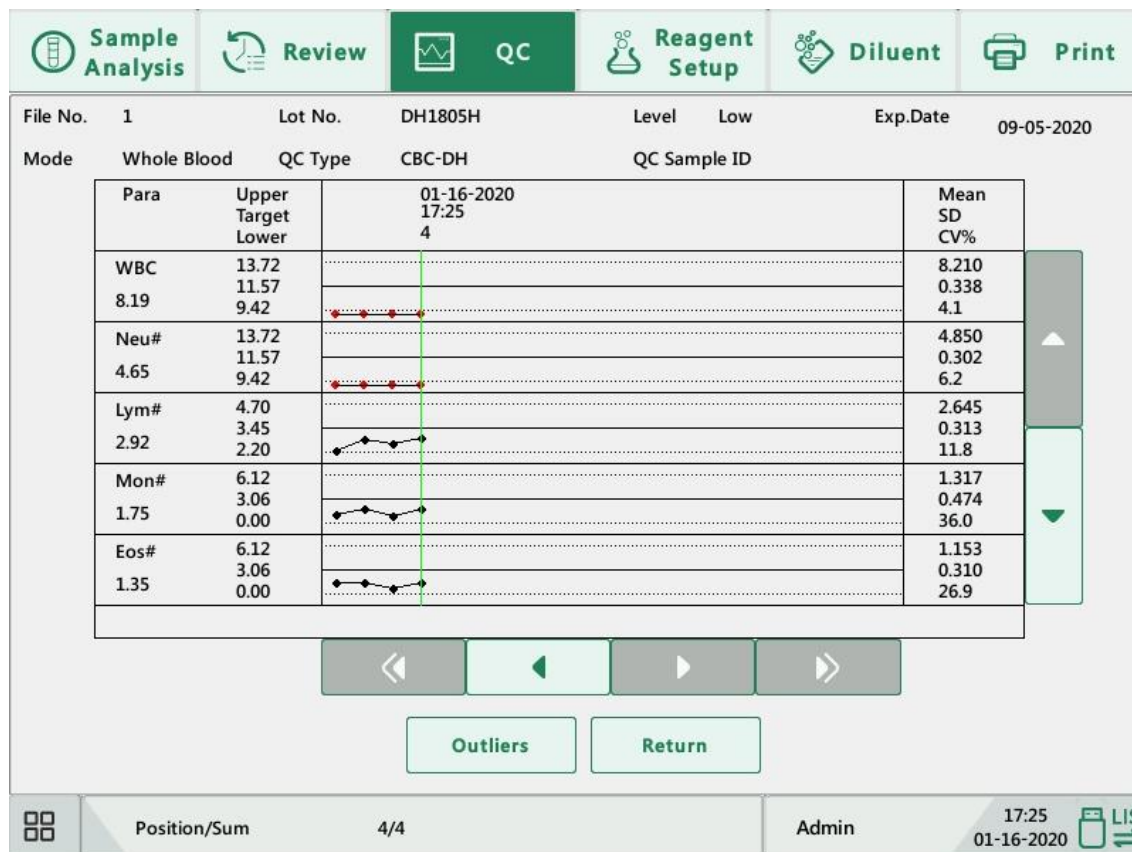 Sample Analysis Review QC Reagent Setup Diluent Print
File No. 1 Lot No. DH1805H Level Low Exp.Date 09-05-2020
Mode Whole Blood QC Type CBC-DH QC Sample ID
Para Upper 01-16-2020 Mean
Target 17:25 SD
Lower 4 CV%
WBC 13.72 8.210
11.57 0.338
8.19 9.42 4.1
Neu# 13.72 4.850
11.57 0.302
4.65 9.42 6.2
Lym# 4.70 2.645
3.45 0.313
2.92 2.20 11.8
Mon# 6.12 1.317
3.06 0.474
1.75 0.00 36.0
Eos# 6.12 1.153
3.06 0.310
1.35 0.00 26.9
Outliers Return
Position/Sum 4/4 Admin 17:25
01-16-2020